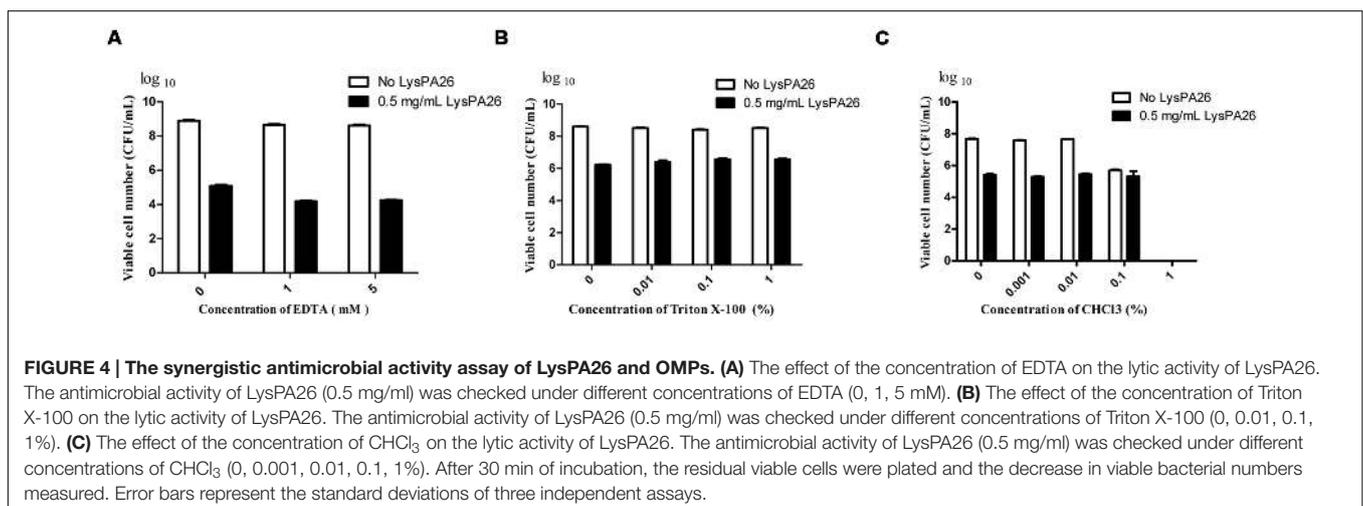 A
log 10
No LysPA26
0.5 mg/mL LysPA26
Viable cell number (CFU/mL)
10
8
6
4
2
0
0
1
5
Concentration of EDTA ( mM )
B
log 10
No LysPA26
0.5 mg/mL LysPA26
Viable cell number (CFU/mL)
10
8
6
4
2
0
0
0.01
0.1
1
Concentration of Triton X-100 (%)
C
log 10
No LysPA26
0.5 mg/mL LysPA26
Viable cell number (CFU/mL)
10
8
6
4
2
0
0
0.001
0.01
0.1
1
Concentration of CHCl3 (%)
FIGURE 4 | The synergistic antimicrobial activity assay of LysPA26 and OMPs. (A) The effect of the concentration of EDTA on the lytic activity of LysPA26.
The antimicrobial activity of LysPA26 (0.5 mg/ml) was checked under different concentrations of EDTA (0, 1, 5 mM). (B) The effect of the concentration of Triton
X-100 on the lytic activity of LysPA26. The antimicrobial activity of LysPA26 (0.5 mg/ml) was checked under different concentrations of Triton X-100 (0, 0.01, 0.1,
1%). (C) The effect of the concentration of CHCl₃ on the lytic activity of LysPA26. The antimicrobial activity of LysPA26 (0.5 mg/ml) was checked under different
concentrations of CHCl₃ (0, 0.001, 0.01, 0.1, 1%). After 30 min of incubation, the residual viable cells were plated and the decrease in viable bacterial numbers
measured. Error bars represent the standard deviations of three independent assays.